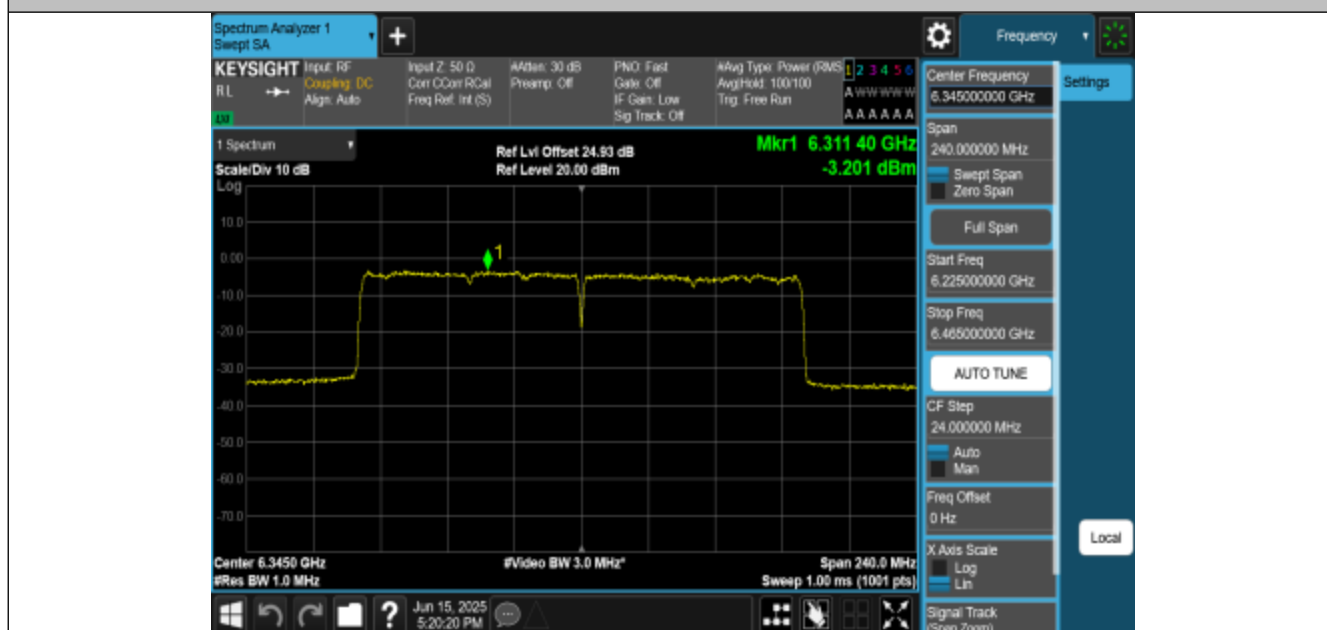 Spectrum Analyzer 1
Swept SA
+
Frequency
KEYSIGHT
RL
Input: RF
Coupling: DC
Align: Auto
Input Z: 50 Ω
Corr CCorr RCal
Freq Ref: Int (S)
#Atten: 30 dB
Preamp: Off
PNO: Fast
Gate: Off
IF Gain: Low
Sig Track: Off
#Avg Type: Power (RMS
Avg|Hold: 100/100
Trig: Free Run
1 2 3 4 5 6
A W W W W W
A A A A A A
1 Spectrum
Scale/Div 10 dB
Ref Lvl Offset 24.93 dB
Ref Level 20.00 dBm
Mkr1 6.311 40 GHz
-3.201 dBm
Log
10.0
0.00
-10.0
-20.0
-30.0
-40.0
-50.0
-60.0
-70.0
1
Center 6.3450 GHz
#Video BW 3.0 MHz*
Span 240.0 MHz
#Res BW 1.0 MHz
Sweep 1.00 ms (1001 pts)
Jun 15, 2025
5:20:20 PM
?
Center Frequency
6.345000000 GHz
Settings
Span
240.000000 MHz
Swept Span
Zero Span
Full Span
Start Freq
6.225000000 GHz
Stop Freq
6.465000000 GHz
AUTO TUNE
CF Step
24.000000 MHz
Auto
Man
Freq Offset
0 Hz
X Axis Scale
Log
Lin
Local
Signal Track
(Span Zoom)